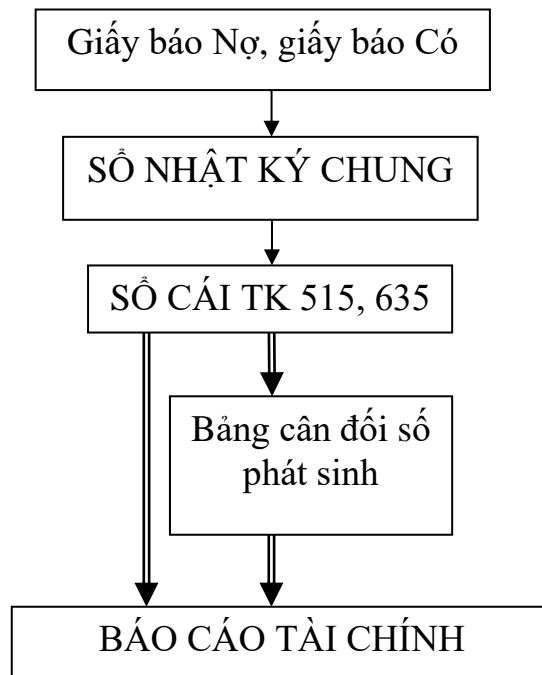 Giấy báo Nợ, giấy báo Có
SỔ NHẬT KÝ CHUNG
SỔ CÁI TK 515, 635
Bảng cân đối số
phát sinh
BÁO CÁO TÀI CHÍNH